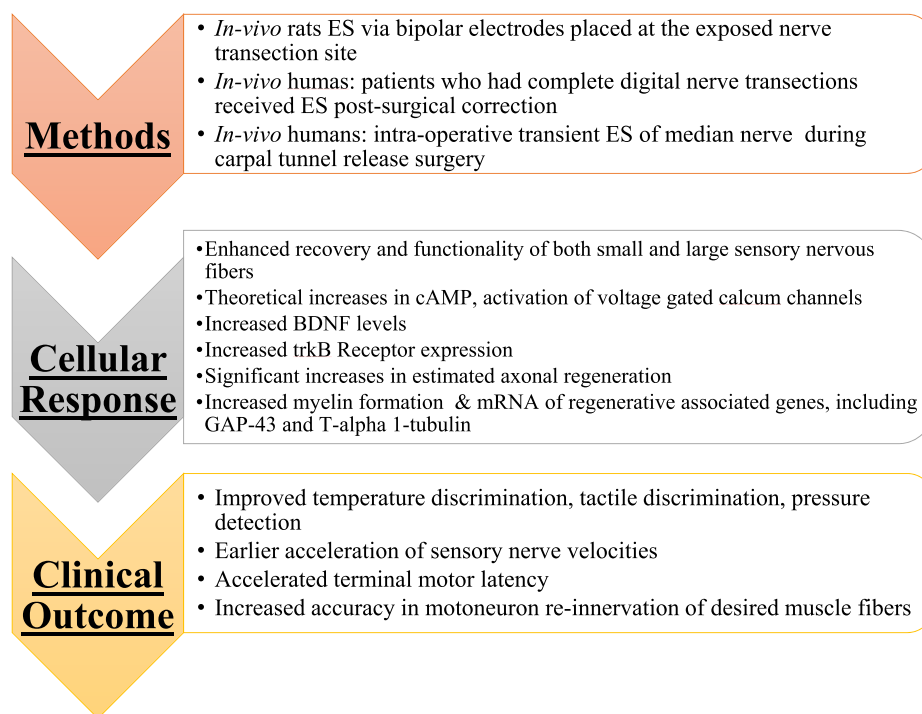 Methods
• In-vivo rats ES via bipolar electrodes placed at the exposed nerve
transection site
• In-vivo humas: patients who had complete digital nerve transections
received ES post-surgical correction
• In-vivo humans: intra-operative transient ES of median nerve during
carpal tunnel release surgery
Cellular
Response
•Enhanced recovery and functionality of both small and large sensory nervous
fibers
•Theoretical increases in cAMP, activation of voltage gated calcum channels
•Increased BDNF levels
•Increased trkB Receptor expression
•Significant increases in estimated axonal regeneration
•Increased myelin formation & mRNA of regenerative associated genes, including
GAP-43 and T-alpha 1-tubulin
Clinical
Outcome
• Improved temperature discrimination, tactile discrimination, pressure
detection
• Earlier acceleration of sensory nerve velocities
• Accelerated terminal motor latency
• Increased accuracy in motoneuron re-innervation of desired muscle fibers